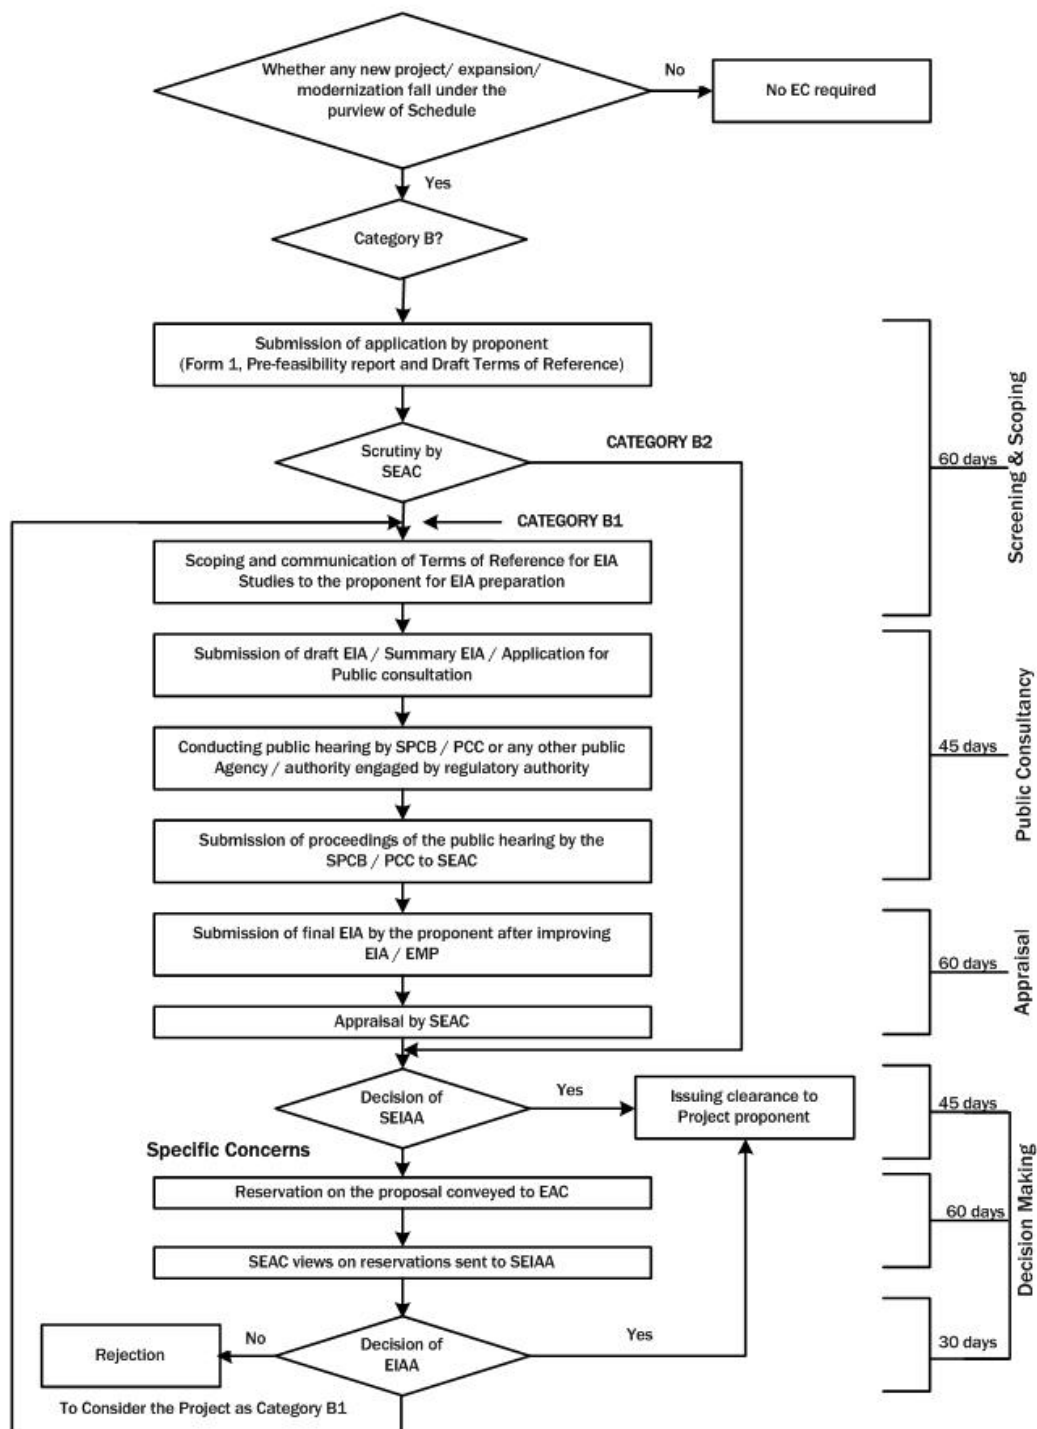 Whether any new project/ expansion/
modernization fall under the
purview of Schedule
No
No EC required
Yes
Category B?
Submission of application by proponent
(Form 1, Pre-feasibility report and Draft Terms of Reference)
Scrutiny by
SEAC
CATEGORY B2
60 days
Screening & Scoping
CATEGORY B1
Scoping and communication of Terms of Reference for EIA
Studies to the proponent for EIA preparation
Submission of draft EIA / Summary EIA / Application for
Public consultation
Conducting public hearing by SPCB / PCC or any other public
Agency / authority engaged by regulatory authority
45 days
Public Consultancy
Submission of proceedings of the public hearing by the
SPCB / PCC to SEAC
Submission of final EIA by the proponent after improving
EIA / EMP
60 days
Appraisal
Appraisal by SEAC
Decision of
SEIAA
Yes
Issuing clearance to
Project proponent
45 days
Specific Concerns
Reservation on the proposal conveyed to EAC
60 days
Decision Making
SEAC views on reservations sent to SEIAA
Decision of
EIAA
No
Rejection
Yes
30 days
To Consider the Project as Category B1